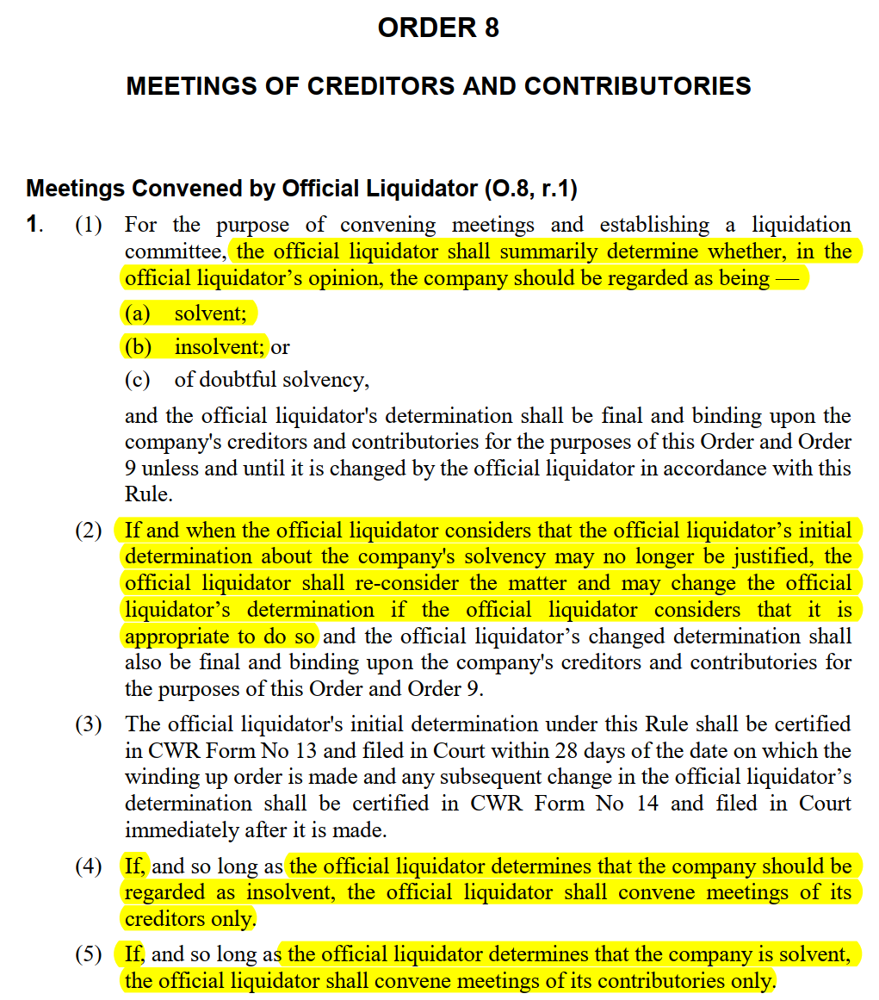 ORDER 8
MEETINGS OF CREDITORS AND CONTRIBUTORIES
Meetings Convened by Official Liquidator (O.8, r.1)
1. (1) For the purpose of convening meetings and establishing a liquidation
committee, the official liquidator shall summarily determine whether, in the
official liquidator’s opinion, the company should be regarded as being —
(a) solvent;
(b) insolvent; or
(c) of doubtful solvency,
and the official liquidator's determination shall be final and binding upon the
company's creditors and contributories for the purposes of this Order and Order
9 unless and until it is changed by the official liquidator in accordance with this
Rule.
(2) If and when the official liquidator considers that the official liquidator’s initial
determination about the company's solvency may no longer be justified, the
official liquidator shall re-consider the matter and may change the official
liquidator’s determination if the official liquidator considers that it is
appropriate to do so and the official liquidator’s changed determination shall
also be final and binding upon the company's creditors and contributories for
the purposes of this Order and Order 9.
(3) The official liquidator's initial determination under this Rule shall be certified
in CWR Form No 13 and filed in Court within 28 days of the date on which the
winding up order is made and any subsequent change in the official liquidator’s
determination shall be certified in CWR Form No 14 and filed in Court
immediately after it is made.
(4) If, and so long as the official liquidator determines that the company should be
regarded as insolvent, the official liquidator shall convene meetings of its
creditors only.
(5) If, and so long as the official liquidator determines that the company is solvent,
the official liquidator shall convene meetings of its contributories only.